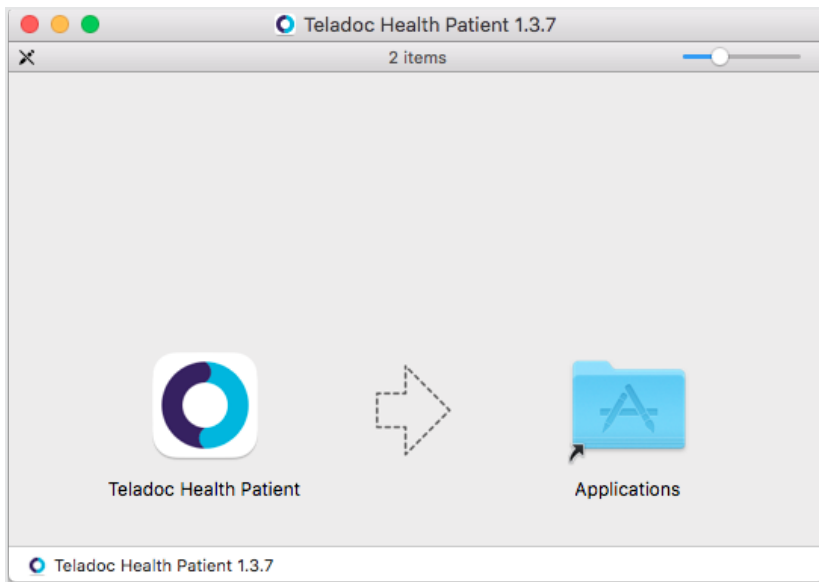 Teladoc Health Patient 1.3.7
2 items
Teladoc Health Patient
Applications
Teladoc Health Patient 1.3.7